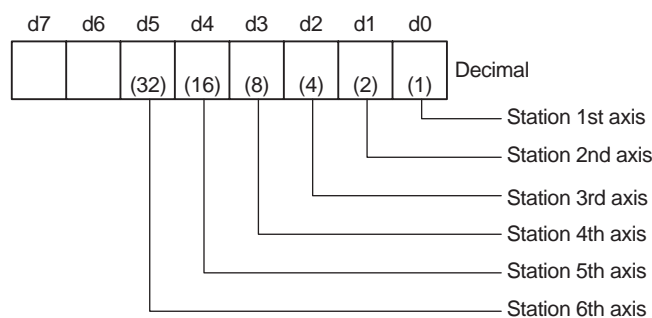 d7 d6 d5 d4 d3 d2 d1 d0
(32) (16) (8) (4) (2) (1) Decimal
Station 1st axis
Station 2nd axis
Station 3rd axis
Station 4th axis
Station 5th axis
Station 6th axis